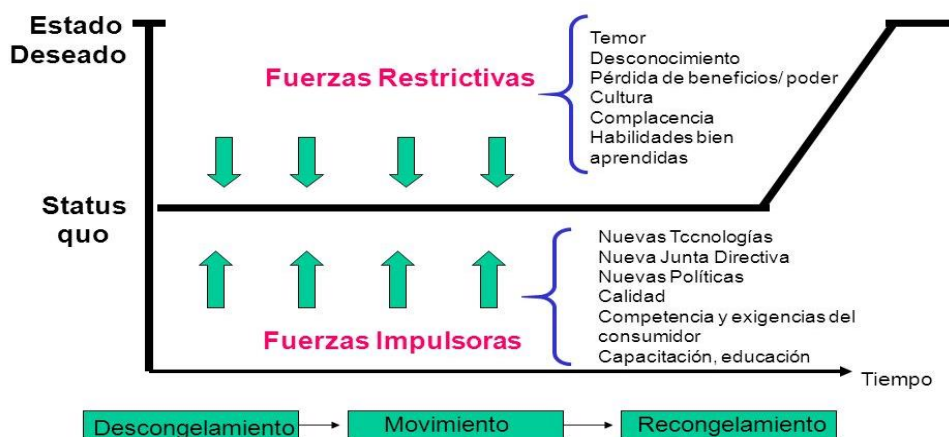 Estado
Deseado
Fuerzas Restrictivas
Temor
Desconocimiento
Pérdida de beneficios/ poder
Cultura
Complacencia
Habilidades bien
aprendidas
Status
quo
Nuevas Tccnologías
Nueva Junta Directiva
Nuevas Políticas
Calidad
Competencia y exigencias del
consumidor
Capacitación, educación
Fuerzas Impulsoras
Tiempo
Descongelamiento
Movimiento
Recongelamiento